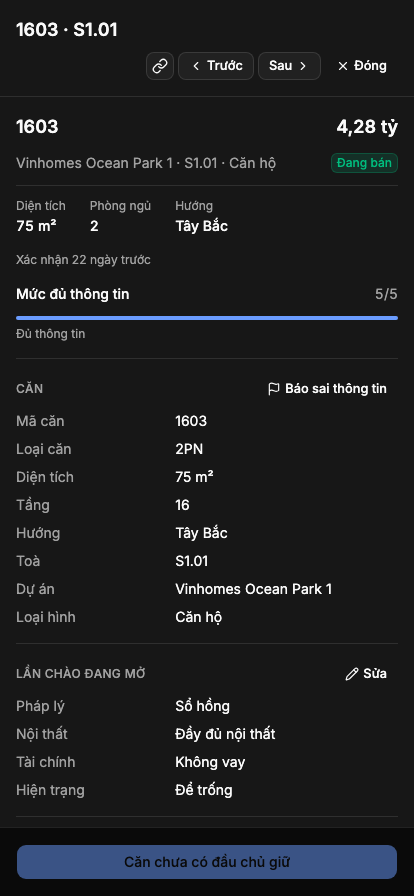 1603 · S1.01
Trước
Sau
Đóng
1603
4,28 tỷ
Vinhomes Ocean Park 1 · S1.01 · Căn hộ
Đang bán
Diện tích Phòng ngủ Hướng
75 m² 2 Tây Bắc
Xác nhận 22 ngày trước
Mức đủ thông tin 5/5
Đủ thông tin
CĂN
Báo sai thông tin
Mã căn 1603
Loại căn 2PN
Diện tích 75 m²
Tầng 16
Hướng Tây Bắc
Toà S1.01
Dự án Vinhomes Ocean Park 1
Loại hình Căn hộ
LẦN CHÀO ĐANG MỞ
Sửa
Pháp lý Sổ hồng
Nội thất Đầy đủ nội thất
Tài chính Không vay
Hiện trạng Để trống
Căn chưa có đầu chủ giữ